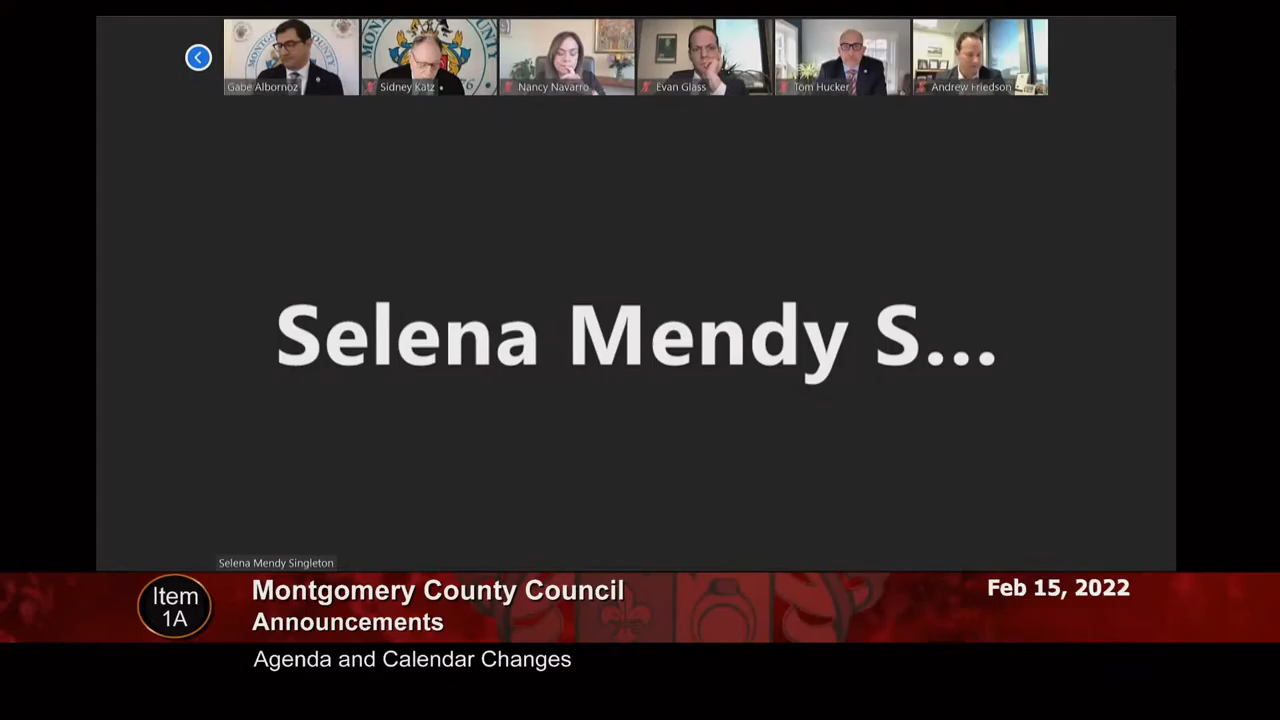 Gabe Albornoz
Sidney Katz
Nancy Navarro
Evan Glass
Tom Hucker
Andrew Friedson
Selena Mendy S...
Selena Mendy Singleton
Item
1A
Montgomery County Council
Announcements
Feb 15, 2022
Agenda and Calendar Changes